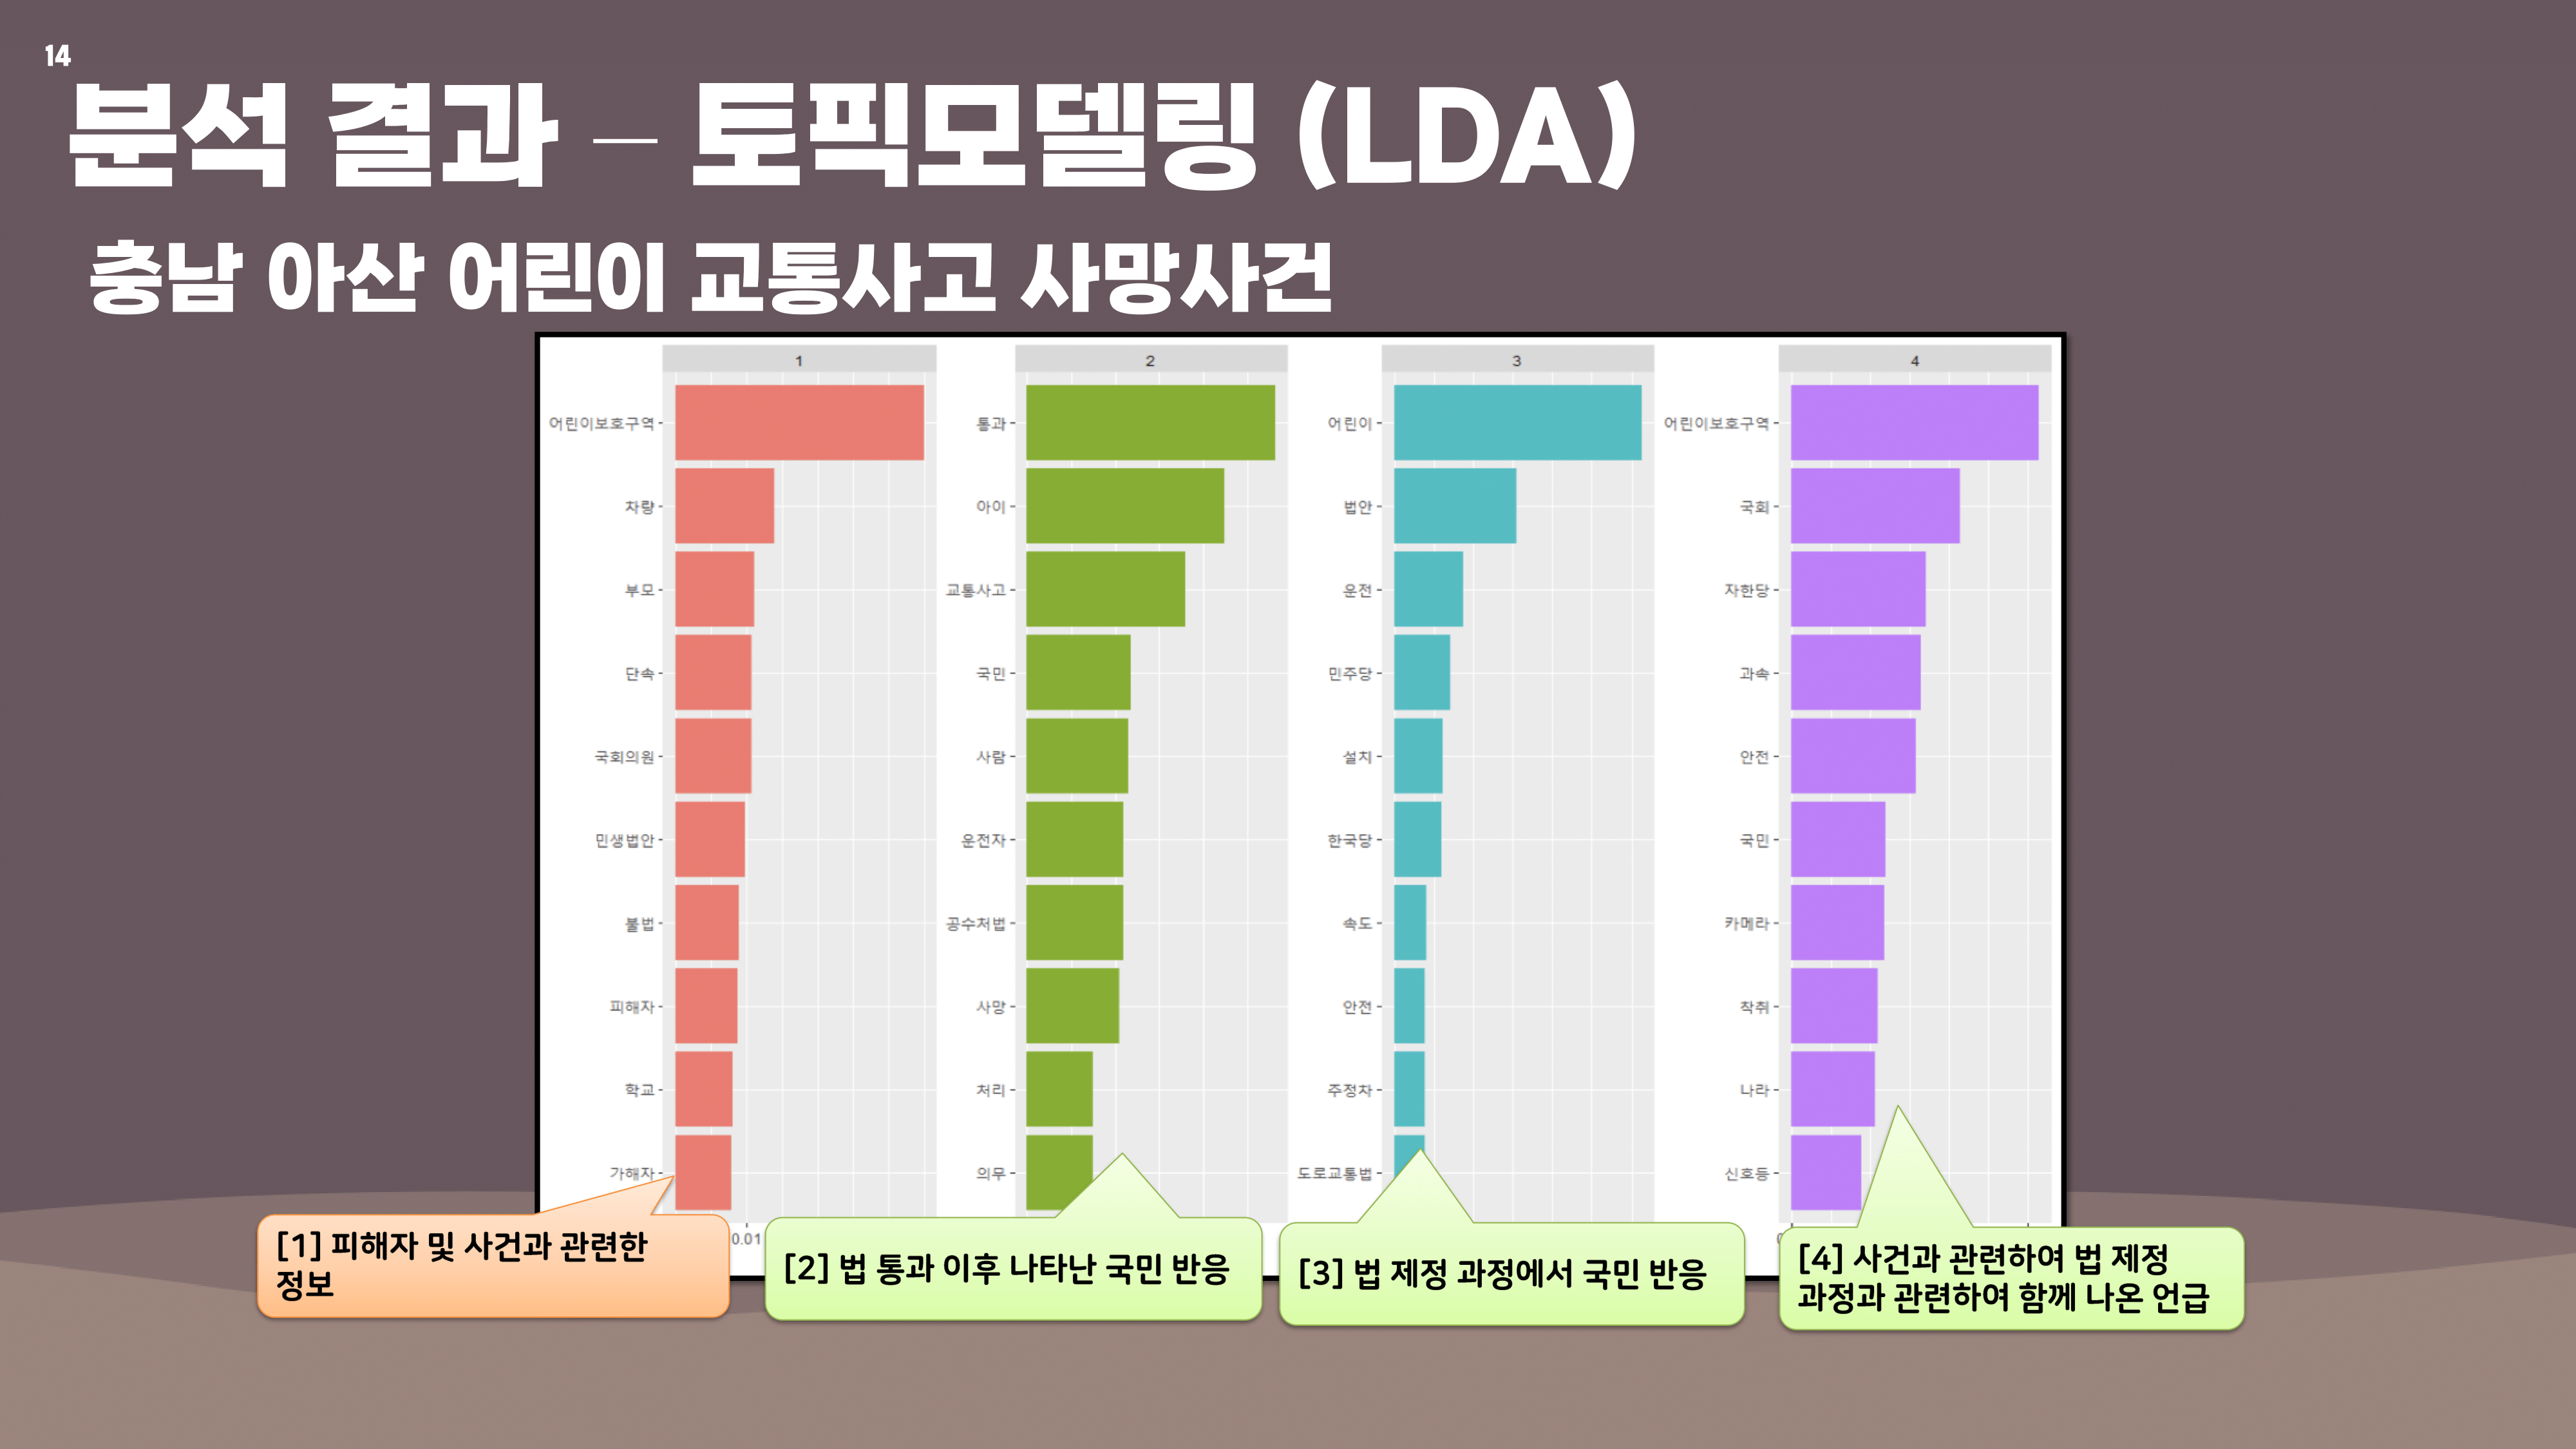 14
분석 결과 – 토픽모델링 (LDA)
충남 아산 어린이 교통사고 사망사건
1
어린이보호구역
차량
부모
단속
국회의원
민생법안
불법
피해자
학교
가해자
0.01
2
통과
아이
교통사고
국민
사람
운전자
공수처법
사망
처리
의무
3
어린이
법안
운전
민주당
설치
한국당
속도
안전
주정차
도로교통법
4
어린이보호구역
국회
자한당
과속
안전
국민
카메라
착취
나라
신호등
[1] 피해자 및 사건과 관련한
정보
[2] 법 통과 이후 나타난 국민 반응
[3] 법 제정 과정에서 국민 반응
[4] 사건과 관련하여 법 제정
과정과 관련하여 함께 나온 언급